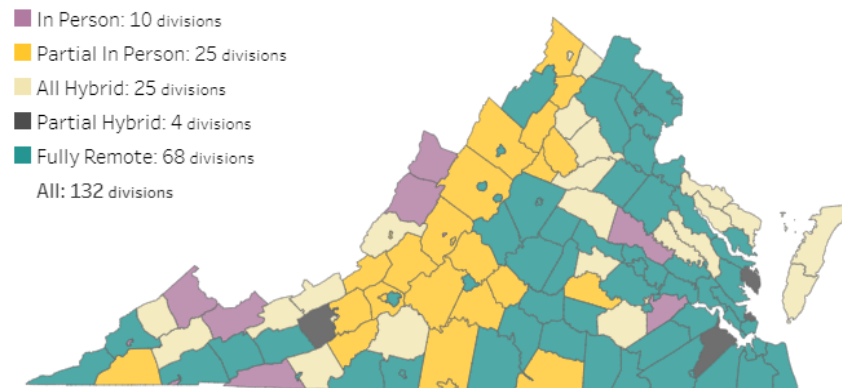 In Person: 10 divisions
Partial In Person: 25 divisions
All Hybrid: 25 divisions
Partial Hybrid: 4 divisions
Fully Remote: 68 divisions
All: 132 divisions